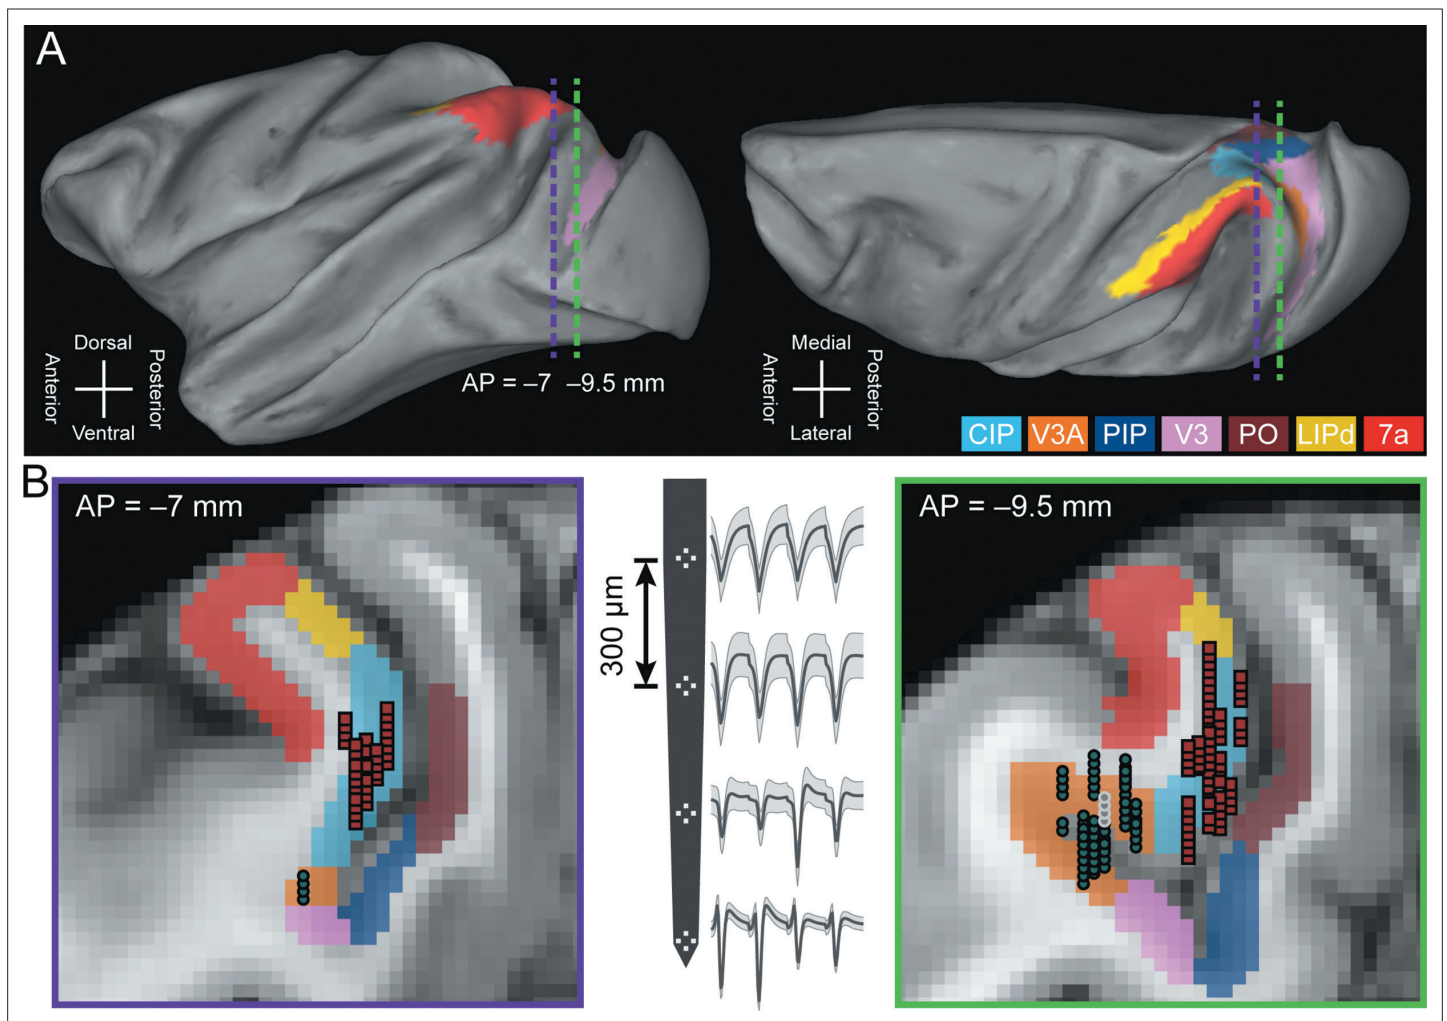 A
Dorsal
Anterior
Posterior
Ventral
AP = –7 –9.5 mm
Medial
Anterior
Posterior
Lateral
CIP V3A PIP V3 PO LIPd 7a
B
AP = –7 mm
300 μm
AP = –9.5 mm